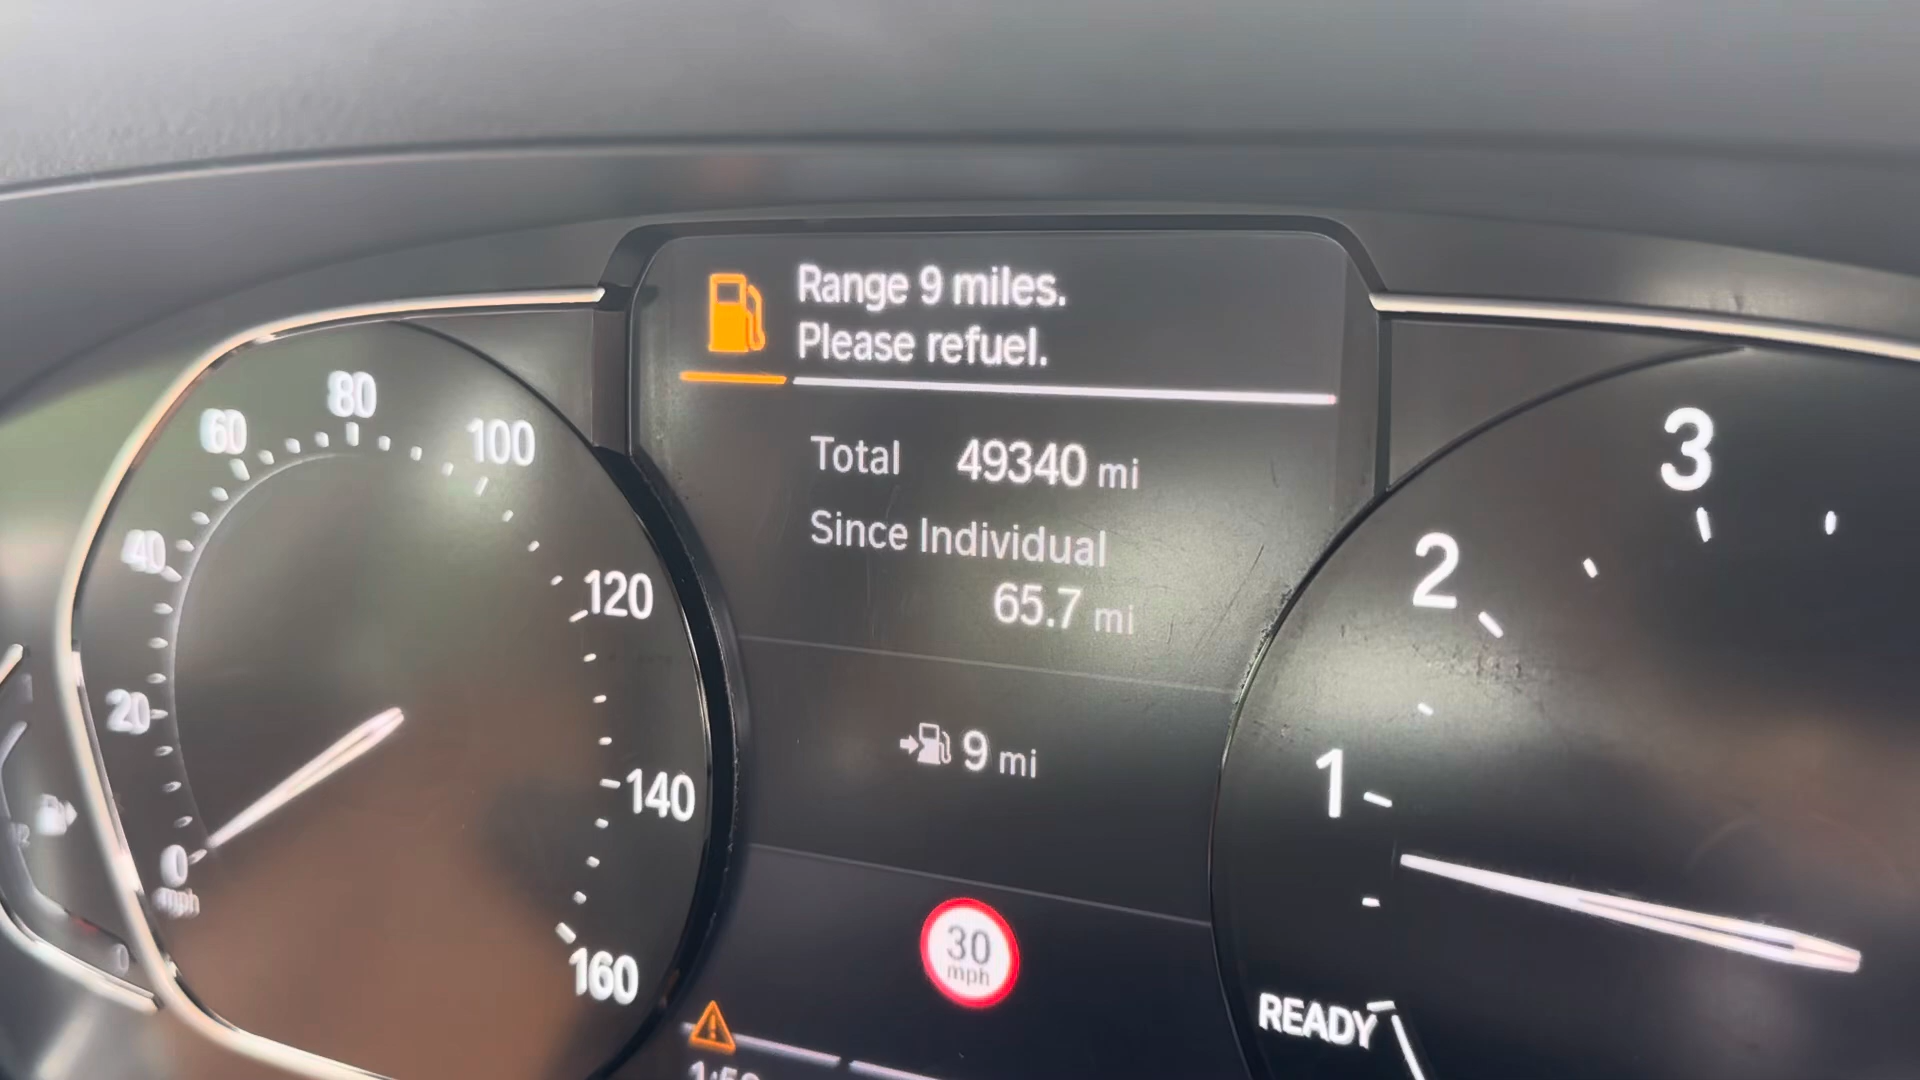 Range 9 miles.
Please refuel.
Total 49340 mi
Since Individual
65.7 mi
9 mi
30
mph
0
20
40
60
80
100
120
140
160
mph
1
2
3
READY
0